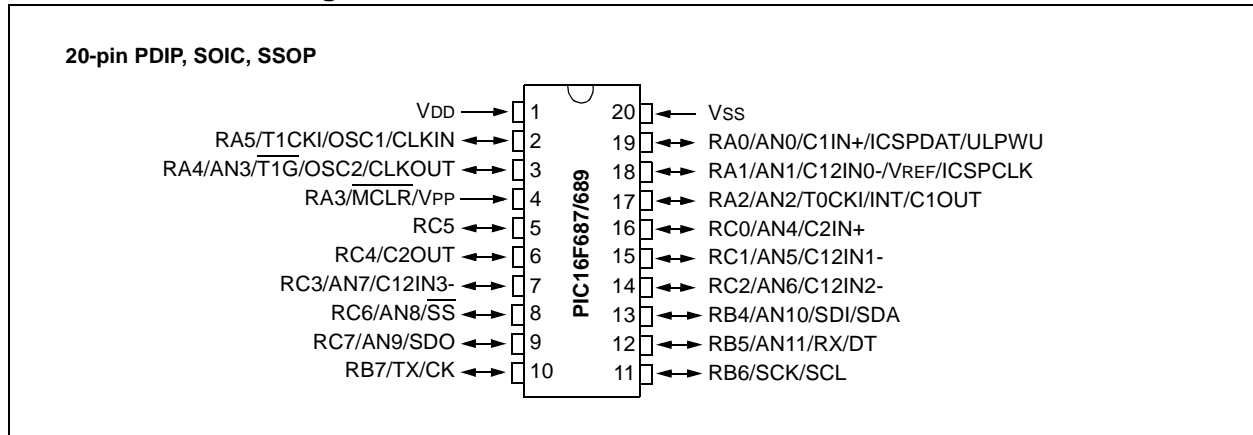 20-pin PDIP, SOIC, SSOP
VDD 1 20 VSS
RA5/T1CKI/OSC1/CLKIN 2 19 RA0/AN0/C1IN+/ICSPDAT/ULPWU
RA4/AN3/T1G/OSC2/CLKOUT 3 18 RA1/AN1/C12IN0-/VREF/ICSPCLK
RA3/MCLR/VPP 4 17 RA2/AN2/T0CKI/INT/C1OUT
RC5 5 16 RC0/AN4/C2IN+
RC4/C2OUT 6 15 RC1/AN5/C12IN1-
RC3/AN7/C12IN3- 7 14 RC2/AN6/C12IN2-
RC6/AN8/SS 8 13 RB4/AN10/SDI/SDA
RC7/AN9/SDO 9 12 RB5/AN11/RX/DT
RB7/TX/CK 10 11 RB6/SCK/SCL
PIC16F687/689